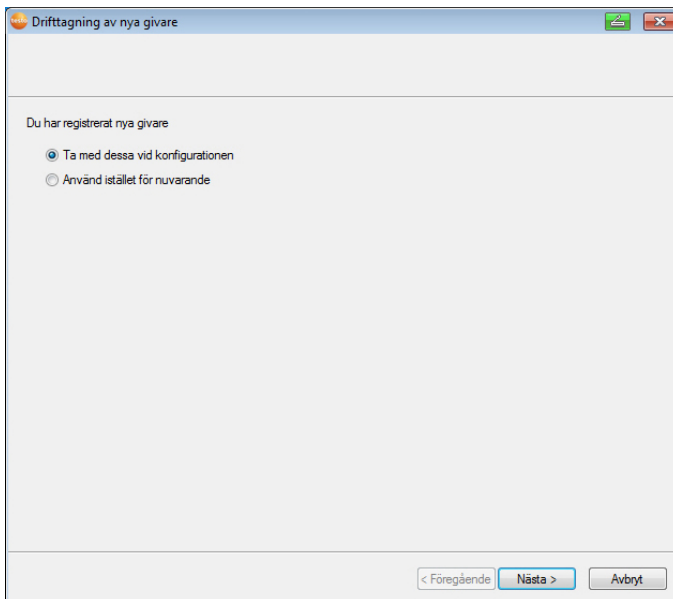 Drifttagning av nya givare
Du har registrerat nya givare
Ta med dessa vid konfigurationen
Använd istället för nuvarande
< Föregående
Nästa >
Avbryt